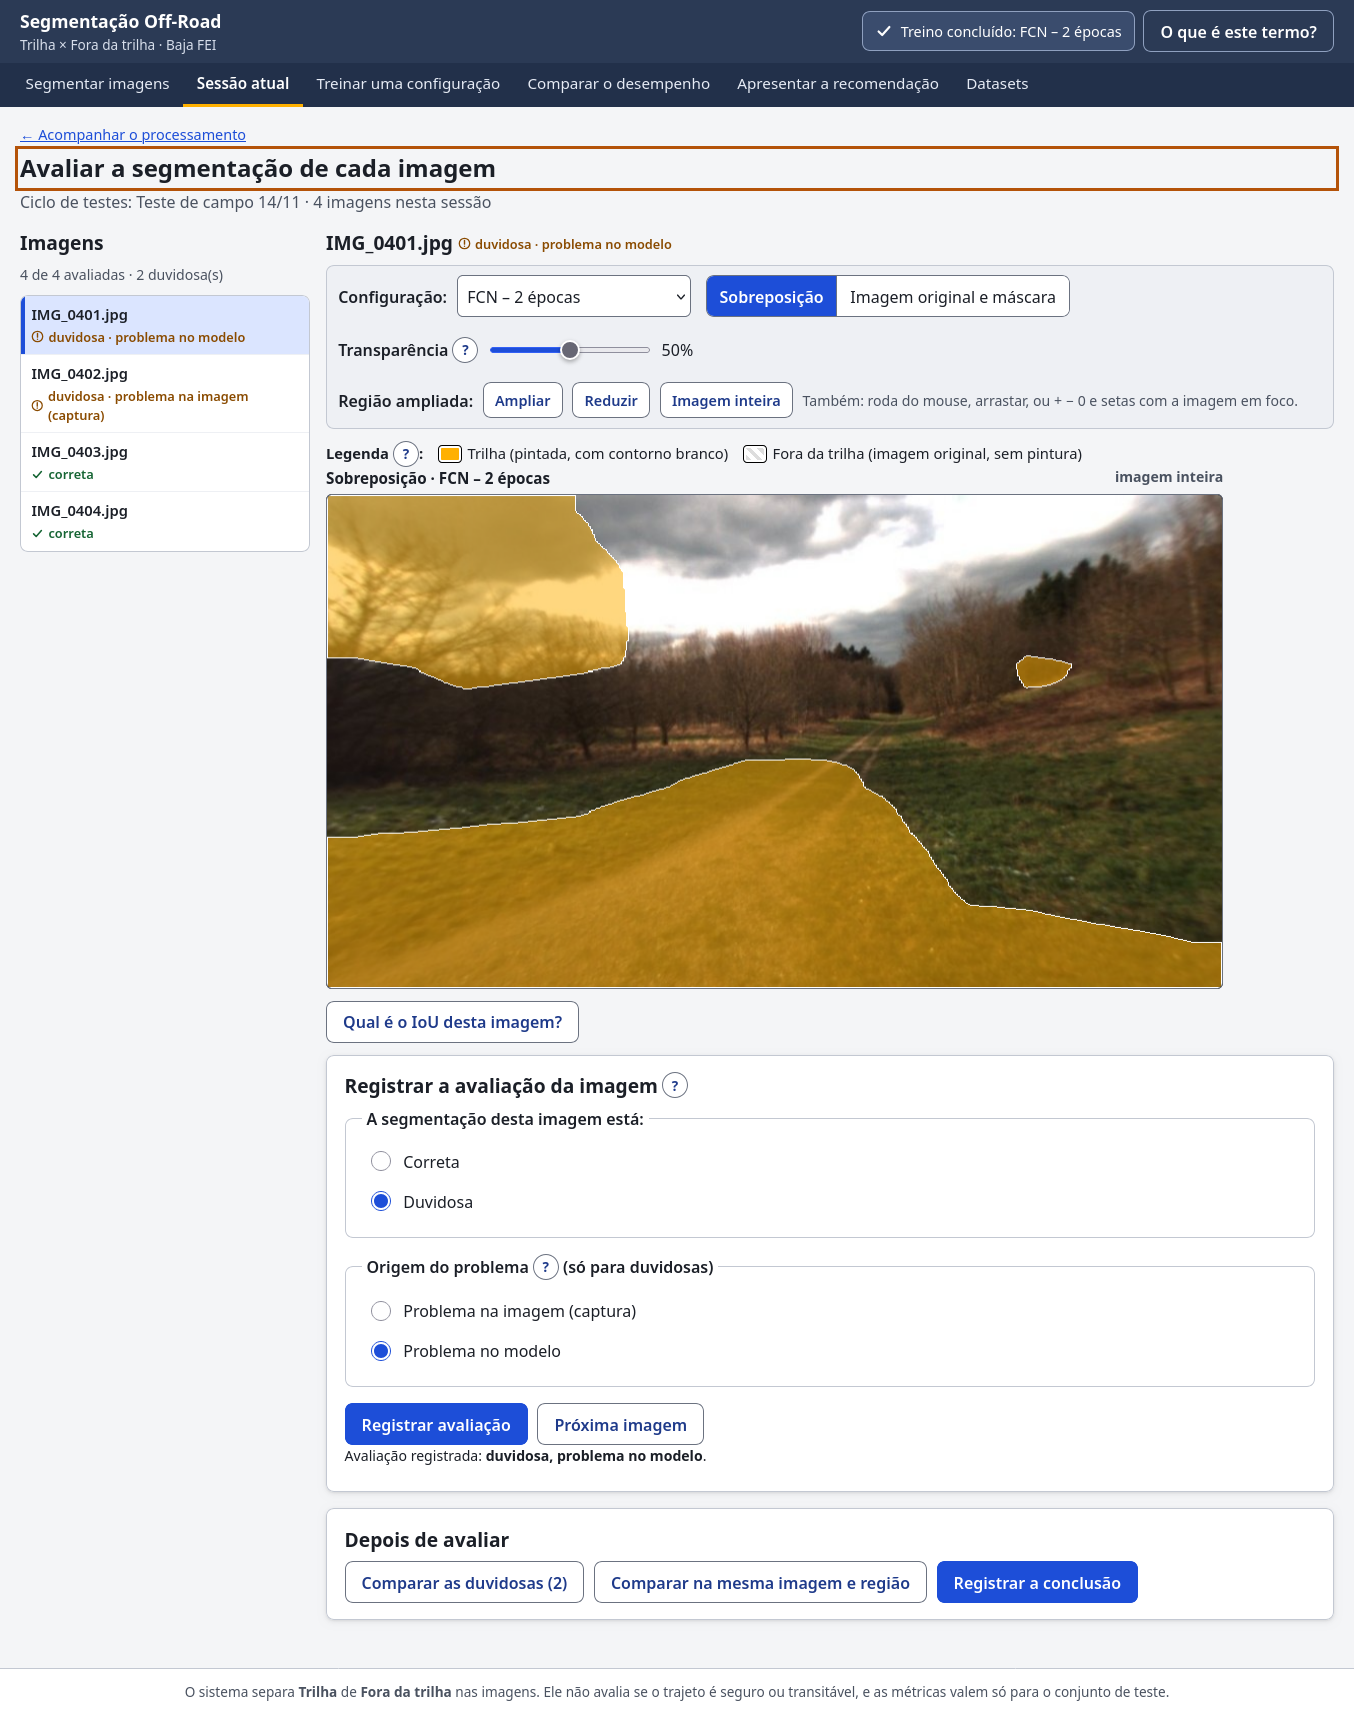 Segmentação Off-Road
Trilha × Fora da trilha · Baja FEI
Treino concluído: FCN – 2 épocas
O que é este termo?
Segmentar imagens
Sessão atual
Treinar uma configuração
Comparar o desempenho
Apresentar a recomendação
Datasets
← Acompanhar o processamento
Avaliar a segmentação de cada imagem
Ciclo de testes: Teste de campo 14/11 · 4 imagens nesta sessão
Imagens
4 de 4 avaliadas · 2 duvidosa(s)
IMG_0401.jpg
duvidosa · problema no modelo
IMG_0402.jpg
duvidosa · problema na imagem
(captura)
IMG_0403.jpg
correta
IMG_0404.jpg
correta
IMG_0401.jpg duvidosa · problema no modelo
Configuração: FCN – 2 épocas
Sobreposição
Imagem original e máscara
Transparência ? 50%
Região ampliada: Ampliar Reduzir Imagem inteira Também: roda do mouse, arrastar, ou + − 0 e setas com a imagem em foco.
Legenda ?: Trilha (pintada, com contorno branco) Fora da trilha (imagem original, sem pintura)
Sobreposição · FCN – 2 épocas
imagem inteira
Qual é o IoU desta imagem?
Registrar a avaliação da imagem ?
A segmentação desta imagem está:
Correta
Duvidosa
Origem do problema ? (só para duvidosas)
Problema na imagem (captura)
Problema no modelo
Registrar avaliação
Próxima imagem
Avaliação registrada: duvidosa, problema no modelo.
Depois de avaliar
Comparar as duvidosas (2)
Comparar na mesma imagem e região
Registrar a conclusão
O sistema separa Trilha de Fora da trilha nas imagens. Ele não avalia se o trajeto é seguro ou transitável, e as métricas valem só para o conjunto de teste.